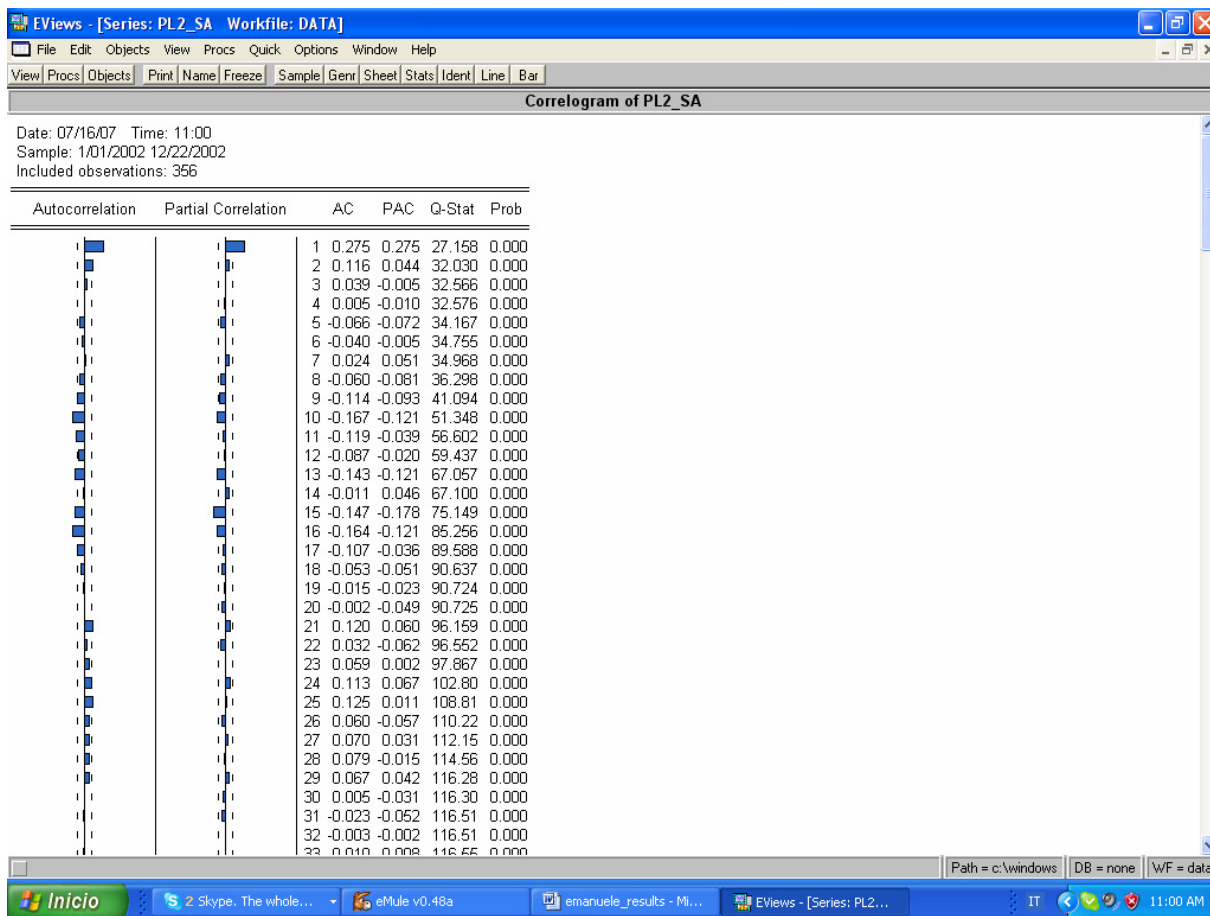 EViews - [Series: PL2_SA Workfile: DATA]
File Edit Objects View Procs Quick Options Window Help
View Procs Objects Print Name Freeze Sample Genr Sheet Stats Ident Line Bar
Correlogram of PL2_SA
Date: 07/16/07 Time: 11:00
Sample: 1/01/2002 12/22/2002
Included observations: 356
Autocorrelation Partial Correlation AC PAC Q-Stat Prob
1 0.275 0.275 27.158 0.000
2 0.116 0.044 32.030 0.000
3 0.039 -0.005 32.566 0.000
4 0.005 -0.010 32.576 0.000
5 -0.066 -0.072 34.167 0.000
6 -0.040 -0.005 34.755 0.000
7 0.024 0.051 34.968 0.000
8 -0.060 -0.081 36.298 0.000
9 -0.114 -0.093 41.094 0.000
10 -0.167 -0.121 51.348 0.000
11 -0.119 -0.039 56.602 0.000
12 -0.087 -0.020 59.437 0.000
13 -0.143 -0.121 67.057 0.000
14 -0.011 0.046 67.100 0.000
15 -0.147 -0.178 75.149 0.000
16 -0.164 -0.121 85.256 0.000
17 -0.107 -0.036 89.588 0.000
18 -0.053 -0.051 90.637 0.000
19 -0.015 -0.023 90.724 0.000
20 -0.002 -0.049 90.725 0.000
21 0.120 0.060 96.159 0.000
22 0.032 -0.062 96.552 0.000
23 0.059 0.002 97.867 0.000
24 0.113 0.067 102.80 0.000
25 0.125 0.011 108.81 0.000
26 0.060 -0.057 110.22 0.000
27 0.070 0.031 112.15 0.000
28 0.079 -0.015 114.56 0.000
29 0.067 0.042 116.28 0.000
30 0.005 -0.031 116.30 0.000
31 -0.023 -0.052 116.51 0.000
32 -0.003 -0.002 116.51 0.000
33 0.010 0.008 116.55 0.000
Path = c:\windows DB = none WF = data
Inicio 2 Skype. The whole... eMule v0.48a emanuele_results - Mi... EViews - [Series: PL2... IT 11:00 AM